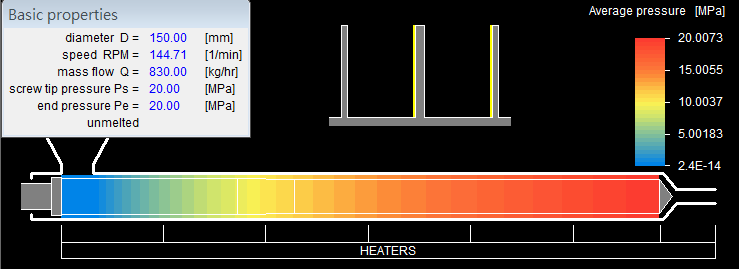 Basic properties
diameter D = 150.00 [mm]
speed RPM = 144.71 [1/min]
mass flow Q = 830.00 [kg/hr]
screw tip pressure Ps = 20.00 [MPa]
end pressure Pe = 20.00 [MPa]
unmelted
Average pressure [MPa]
20.0073
15.0055
10.0037
5.00183
2.4E-14
HEATERS